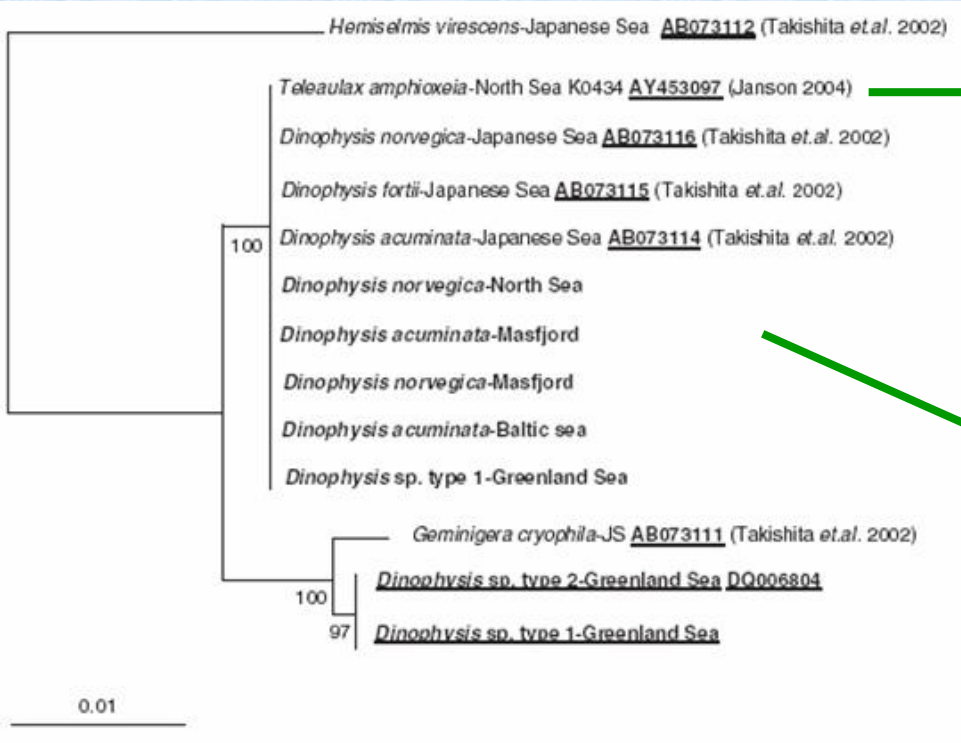 Hemiselmis virescens-Japanese Sea AB073112 (Takishita et.al. 2002)
Teleaulax amphioxeia-North Sea K0434 AY453097 (Janson 2004)
Dinophysis norvegica-Japanese Sea AB073116 (Takishita et.al. 2002)
Dinophysis fortii-Japanese Sea AB073115 (Takishita et.al. 2002)
Dinophysis acuminata-Japanese Sea AB073114 (Takishita et.al. 2002)
100
Dinophysis norvegica-North Sea
Dinophysis acuminata-Masfjord
Dinophysis norvegica-Masfjord
Dinophysis acuminata-Baltic sea
Dinophysis sp. type 1-Greenland Sea
Geminigera cryophila-JS AB073111 (Takishita et.al. 2002)
Dinophysis sp. type 2-Greenland Sea DQ006804
100
97
Dinophysis sp. type 1-Greenland Sea
0.01